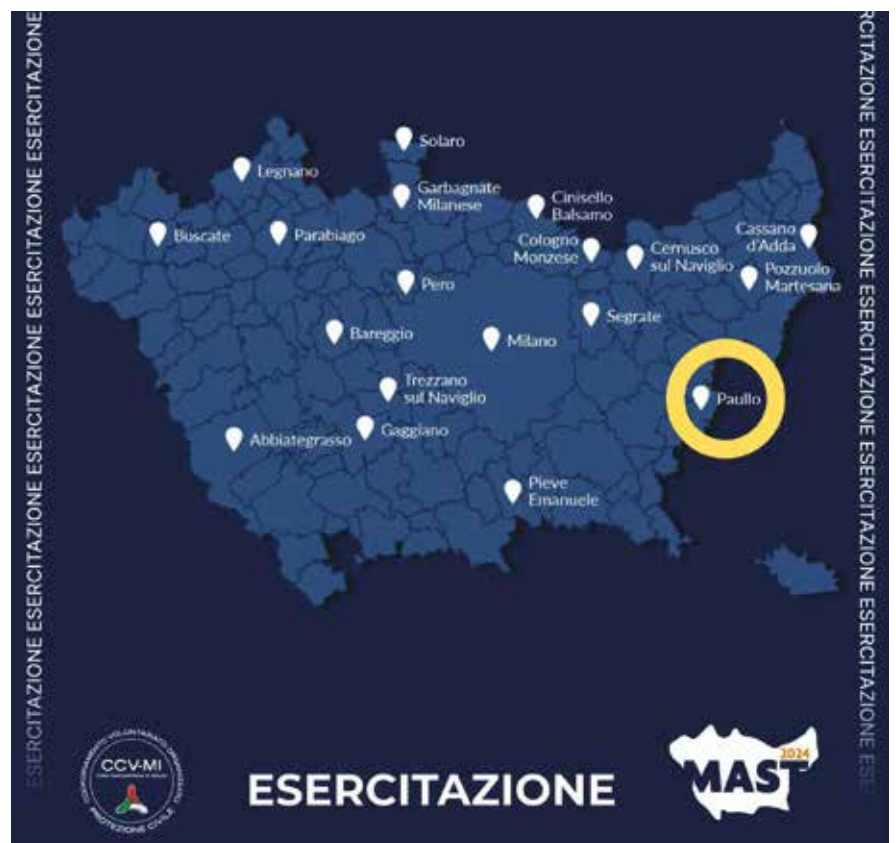 ESERCITAZIONE ESERCITAZIONE ESERCITAZIONE ESERCITAZIONE ESERCITAZIONE
Solaro
Legnano
Garbagnate
Milanese
Cinisello
Balsamo
Buscate
Parabiago
Cologno
Monzese
Cernusco
sul Naviglio
Cassano
d'Adda
Pozzuolo
Martesana
Pero
Segrate
Bareggio
Milano
Trezzano
sul Naviglio
Paullo
Abbiategrasso
Gaggiano
Pieve
Emanuele
RCITAZIONE ESERCITAZIONE ESERCITAZIONE ESERCITAZIONE ESERCITAZIONE ESE
CCV-MI
PROTEZIONE CIVILE
ESERCITAZIONE
2024
MAST